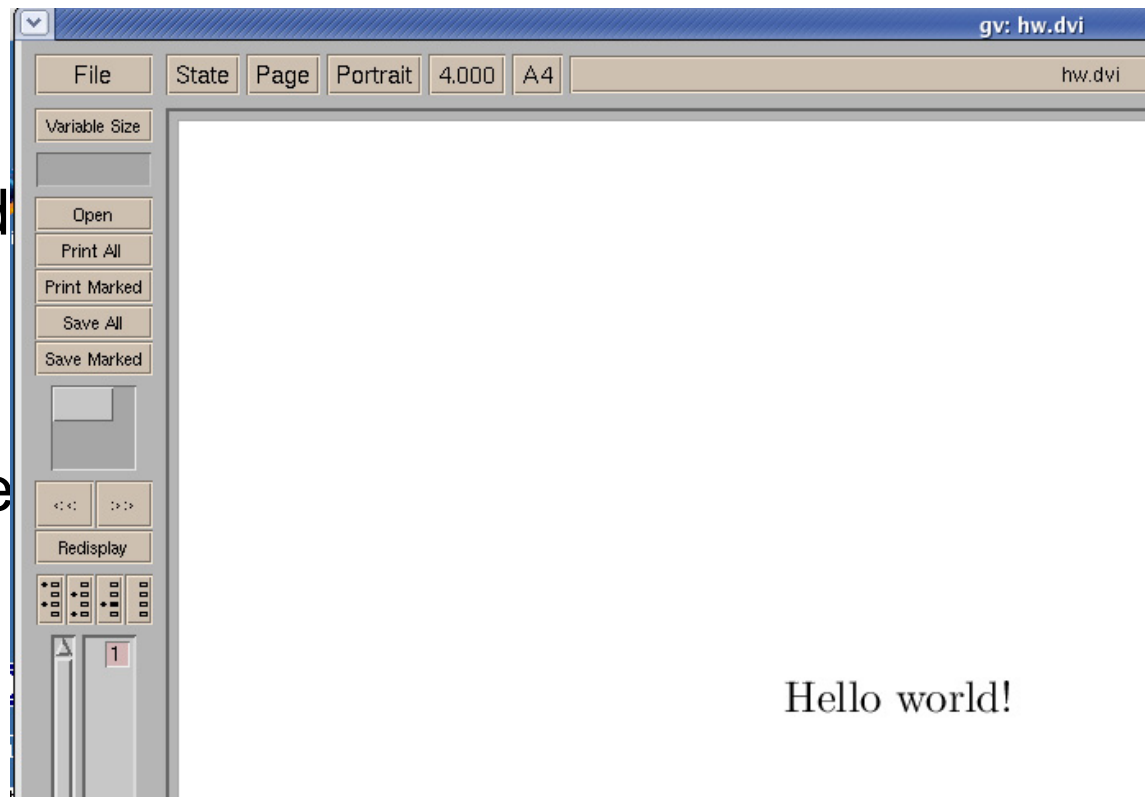 gv: hw.dvi
File State Page Portrait 4.000 A4 hw.dvi
Variable Size
Open
Print All
Print Marked
Save All
Save Marked
<< >>
Redisplay
1
Hello world!